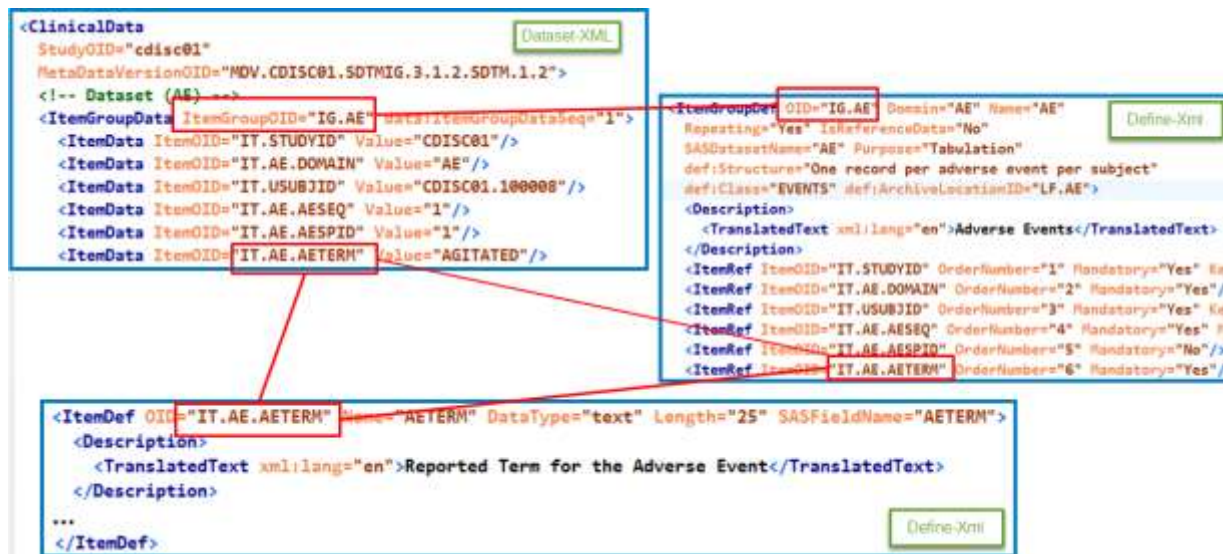 <ClinicalData
Dataset-XML
StudyOID="cdisc01"
MetaDataVersionOID="MDV.CDISC01.SDTMIG.3.1.2.SDTM.1.2">
<!-- Dataset (AE) -->
<ItemGroupData ItemGroupOID="IG.AE" data:ItemGroupDataSeq="1">
<ItemData ItemOID="IT.STUDYID" Value="CDISC01"/>
<ItemData ItemOID="IT.AE.DOMAIN" Value="AE"/>
<ItemData ItemOID="IT.USUBJID" Value="CDISC01.100008"/>
<ItemData ItemOID="IT.AE.AESEQ" Value="1"/>
<ItemData ItemOID="IT.AE.AESPID" Value="1"/>
<ItemData ItemOID="IT.AE.AETERM" Value="AGITATED"/>
<ItemGroupDef OID="IG.AE" Domain="AE" Name="AE"
Define-Xml
Repeating="Yes" IsReferenceData="No"
SASDatasetName="AE" Purpose="Tabulation"
def:Structure="One record per adverse event per subject"
def:Class="EVENTS" def:ArchiveLocationID="LF.AE">
<Description>
<TranslatedText xml:lang="en">Adverse Events</TranslatedText>
</Description>
<ItemRef ItemOID="IT.STUDYID" OrderNumber="1" Mandatory="Yes" Ke
<ItemRef ItemOID="IT.AE.DOMAIN" OrderNumber="2" Mandatory="Yes"/
<ItemRef ItemOID="IT.USUBJID" OrderNumber="3" Mandatory="Yes" Ke
<ItemRef ItemOID="IT.AE.AESEQ" OrderNumber="4" Mandatory="Yes"
<ItemRef ItemOID="IT.AE.AESPID" OrderNumber="5" Mandatory="No"/>
<ItemRef ItemOID="IT.AE.AETERM" OrderNumber="6" Mandatory="Yes"/
<ItemDef OID="IT.AE.AETERM" Name="AETERM" DataType="text" Length="25" SASFieldName="AETERM">
<Description>
<TranslatedText xml:lang="en">Reported Term for the Adverse Event</TranslatedText>
</Description>
...
Define-Xml
</ItemDef>